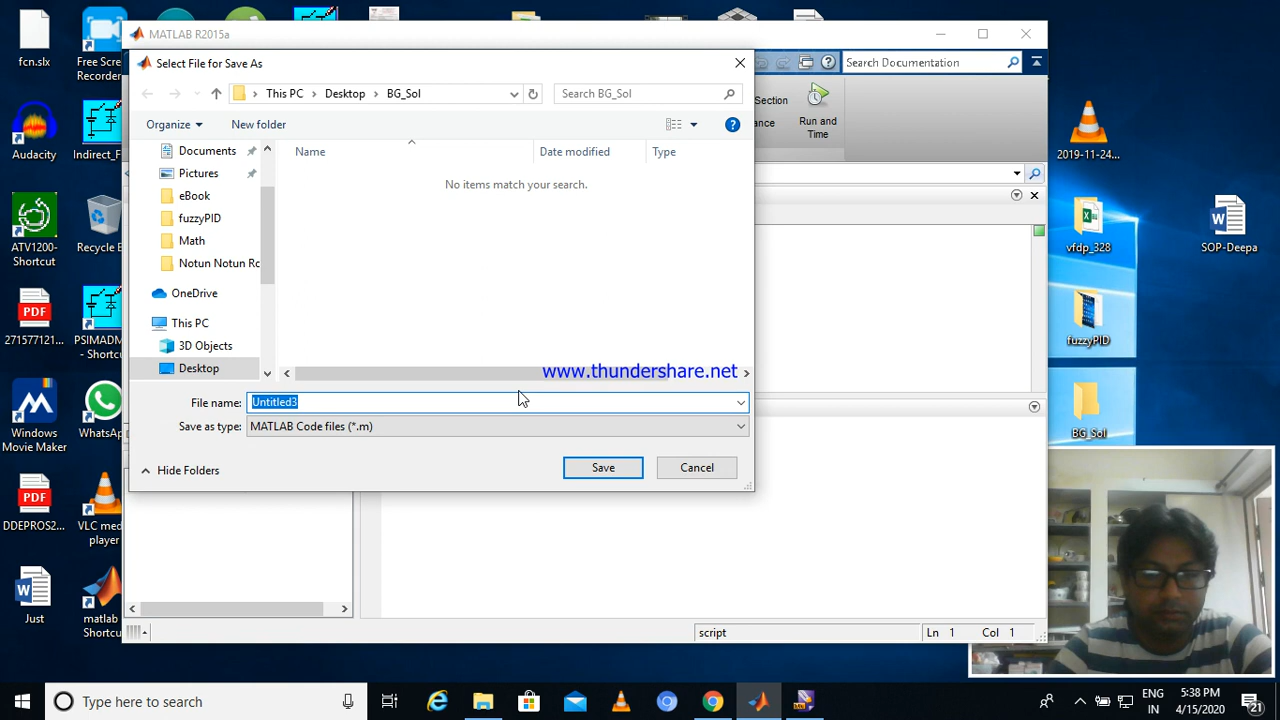 fcn.slx
Free Screen
Recorder
Audacity
Indirect_F
ATV1200-
Shortcut
Recycle B
271577121
PSIMADM
- Shortcu
Windows
Movie Maker
WhatsA
DDEPROS2...
VLC med
player
Just
matlab
Shortcu
MATLAB R2015a
Select File for Save As
This PC > Desktop > BG_Sol
Search BG_Sol
Organize
New folder
Documents
Pictures
eBook
fuzzyPID
Math
Notun Notun Rc
OneDrive
This PC
3D Objects
Desktop
Name
Date modified
Type
No items match your search.
www.thundershare.net
File name:
Untitled3
Save as type:
MATLAB Code files (*.m)
Hide Folders
Save
Cancel
Search Documentation
Section
ance
Run and
Time
script
Ln 1
Col 1
2019-11-24...
vfdp_328
SOP-Deepa
fuzzyPID
BG_Sol
Type here to search
ENG
IN
5:38 PM
4/15/2020
21